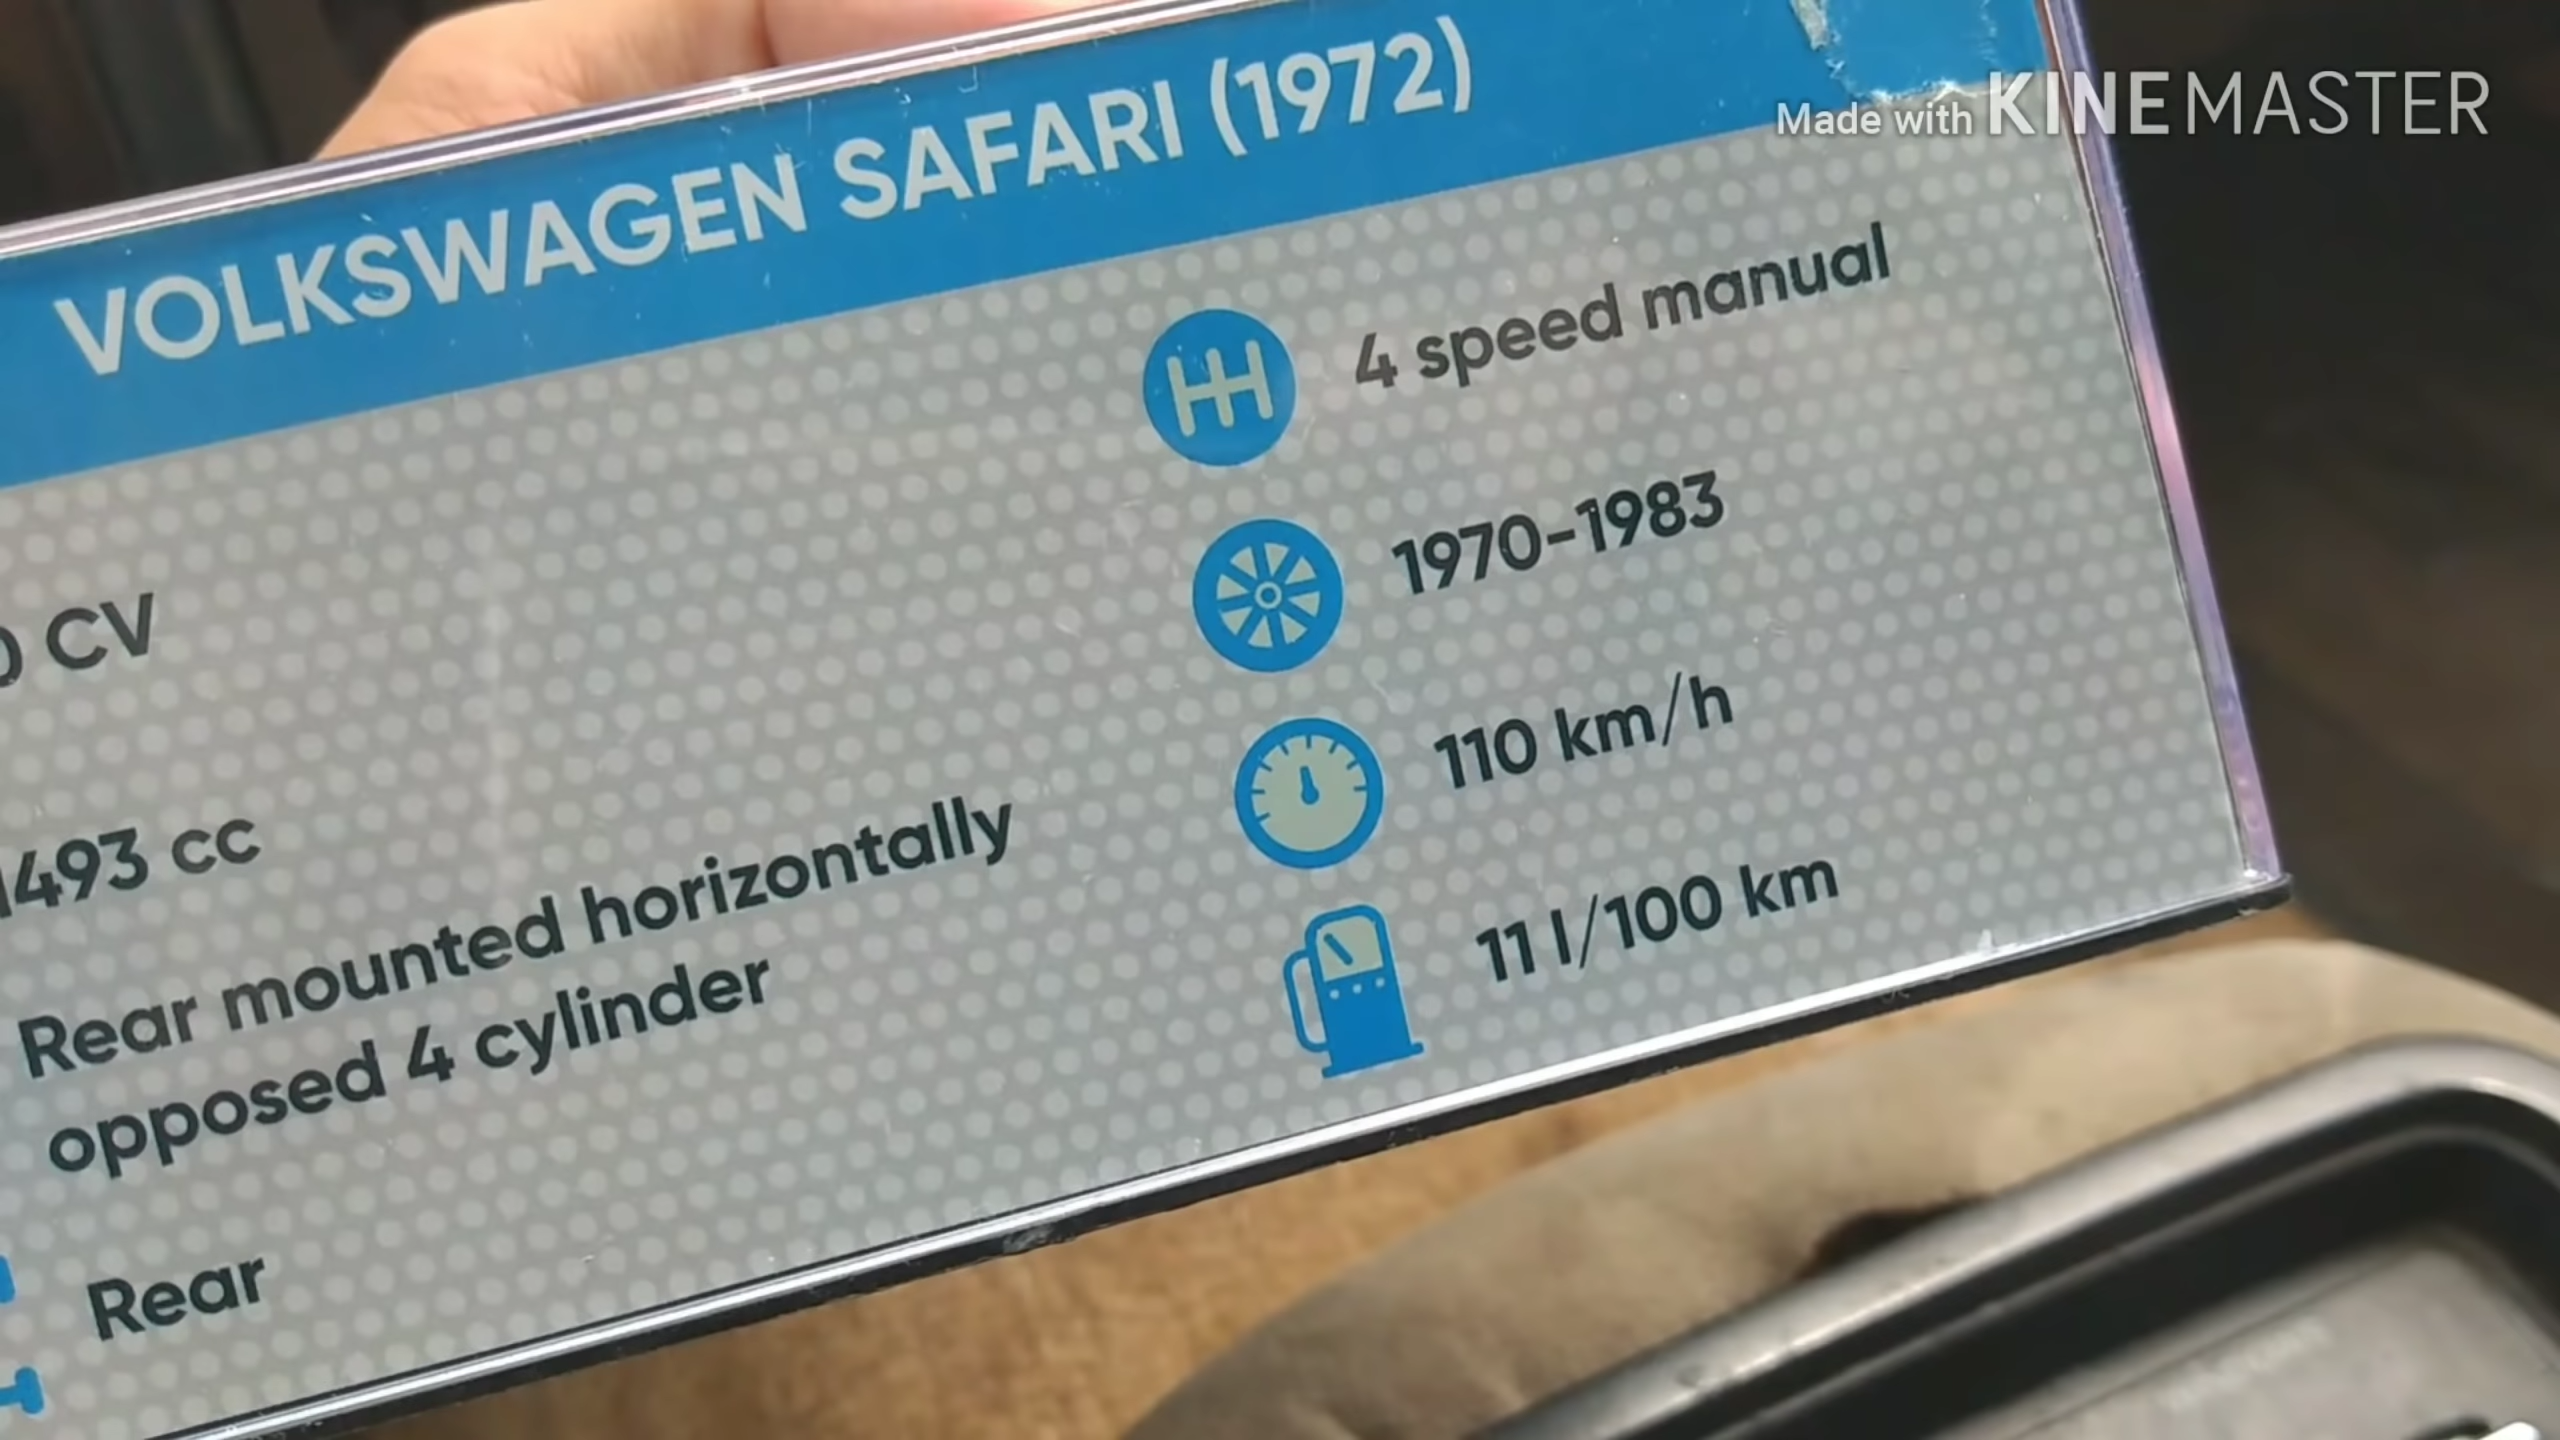 VOLKSWAGEN SAFARI (1972)
Made with KINEMASTER
CV
1493 cc
Rear mounted horizontally
opposed 4 cylinder
Rear
4 speed manual
1970-1983
110 km/h
11 l/100 km